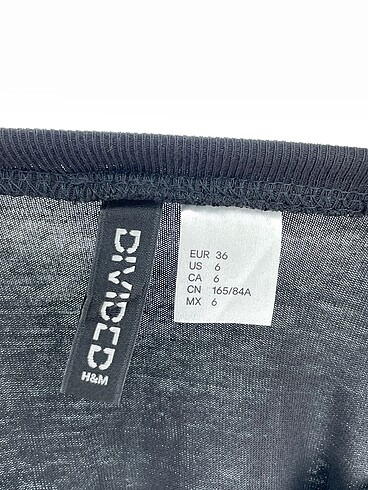 DIVIDED
H&M
EUR 36
US 6
CA 6
CN 165/84A
MX 6